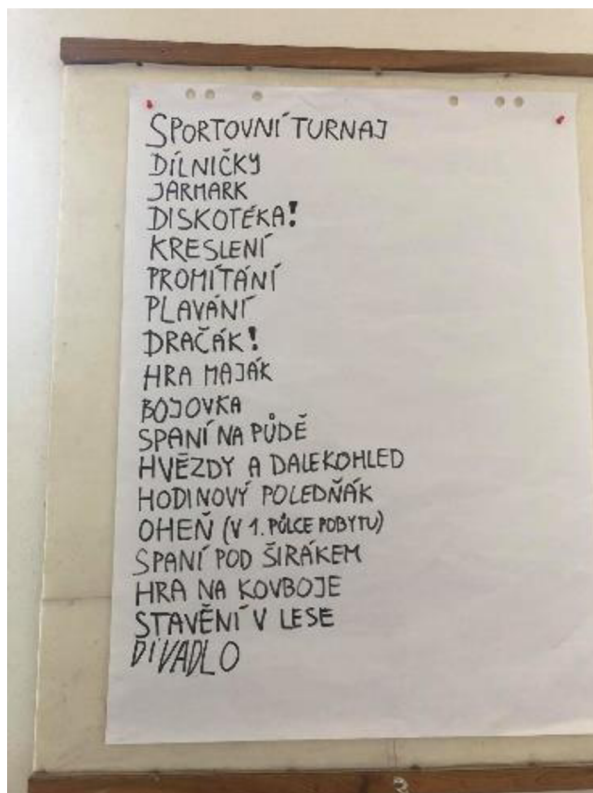 SPORTOVNÍ TURNAJ
DÍLNIČKY
JARMARK
DISKOTÉKA!
KRESLENÍ
PROMÍTÁNÍ
PLAVÁNÍ
DRAČÁK!
HRA MAJÁK
BOJOVKA
SPANÍ NA PŮDĚ
HVĚZDY A DALEKOHLED
HODINOVÝ POLEDŇÁK
OHEŇ (V 1. PŮLCE POBYTU)
SPANÍ POD ŠIRÁKEM
HRA NA KOVBOJE
STAVĚNÍ V LESE
DIVADLO
3